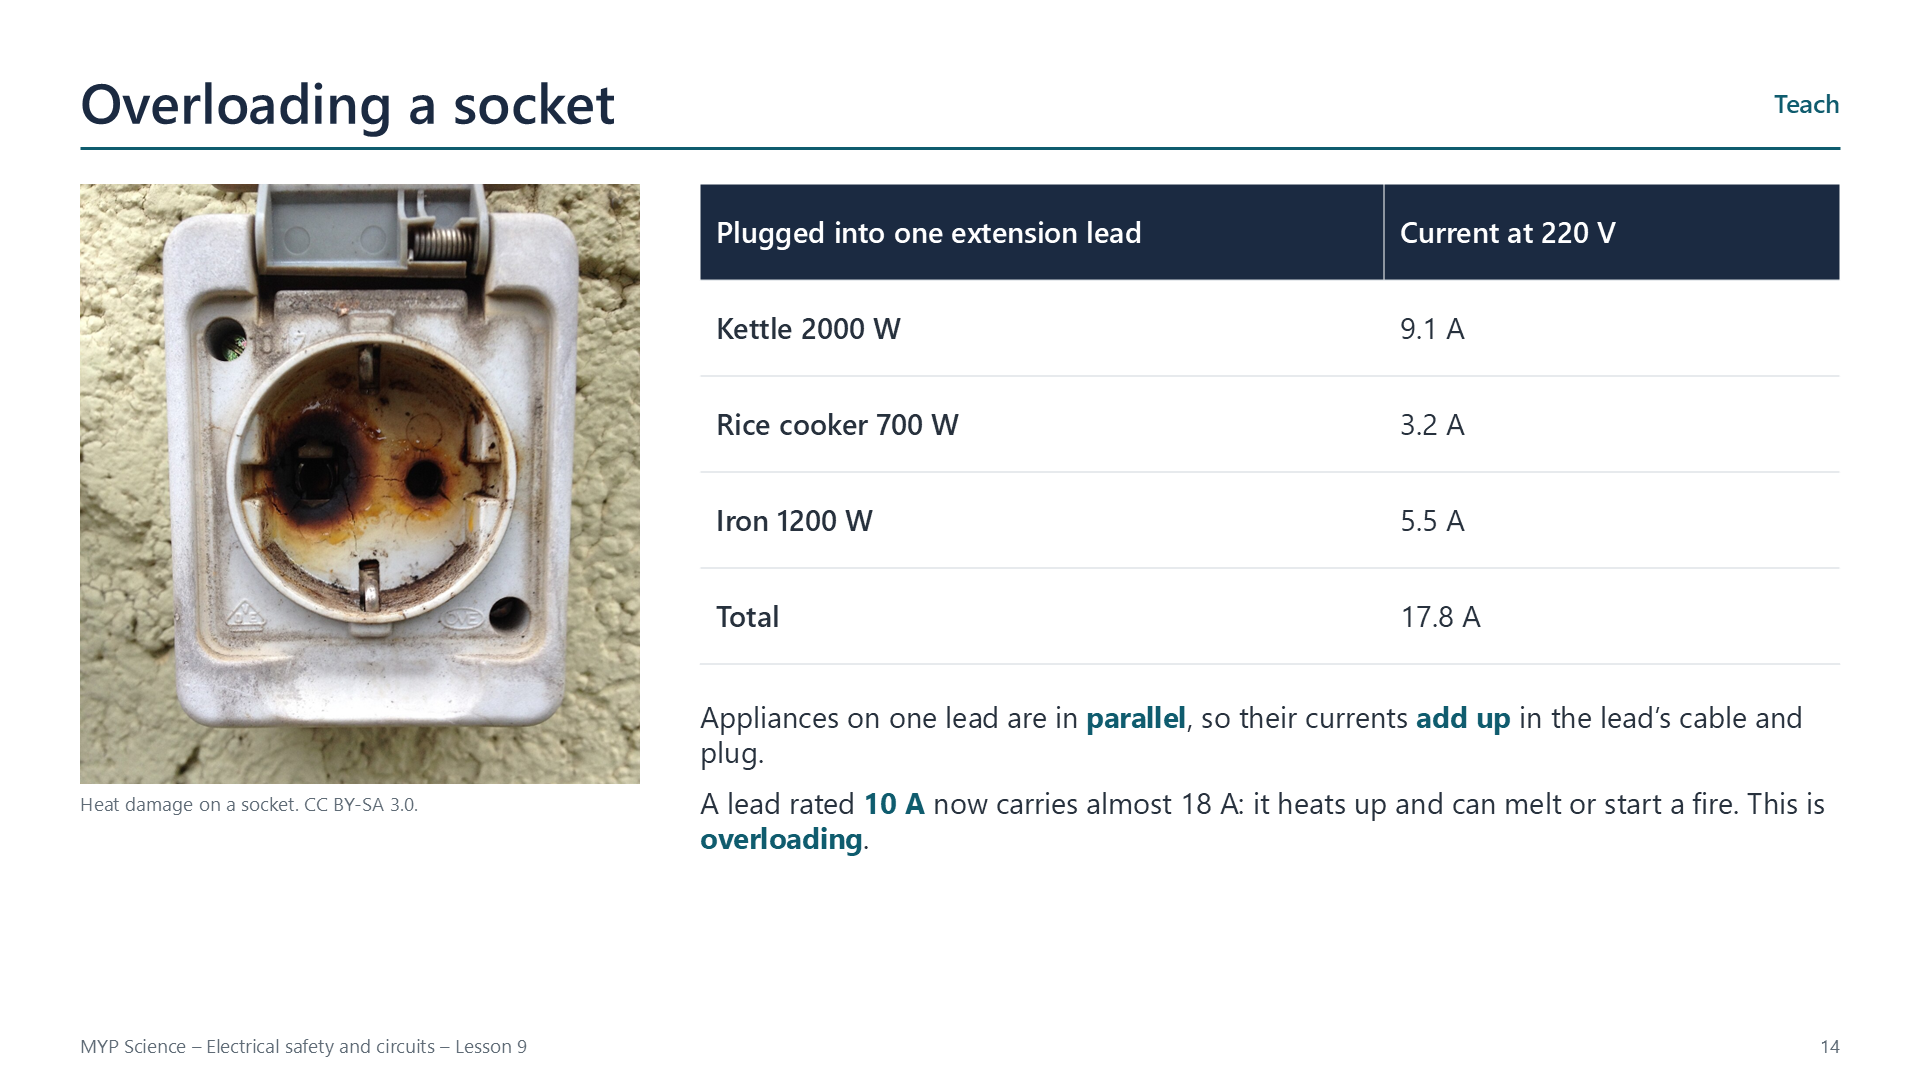 Overloading a socket
Teach
Plugged into one extension lead
Current at 220 V
Kettle 2000 W
9.1 A
Rice cooker 700 W
3.2 A
Iron 1200 W
5.5 A
Total
17.8 A
Appliances on one lead are in parallel, so their currents add up in the lead’s cable and
plug.
A lead rated 10 A now carries almost 18 A: it heats up and can melt or start a fire. This is
overloading.
Heat damage on a socket. CC BY-SA 3.0.
MYP Science – Electrical safety and circuits – Lesson 9
14